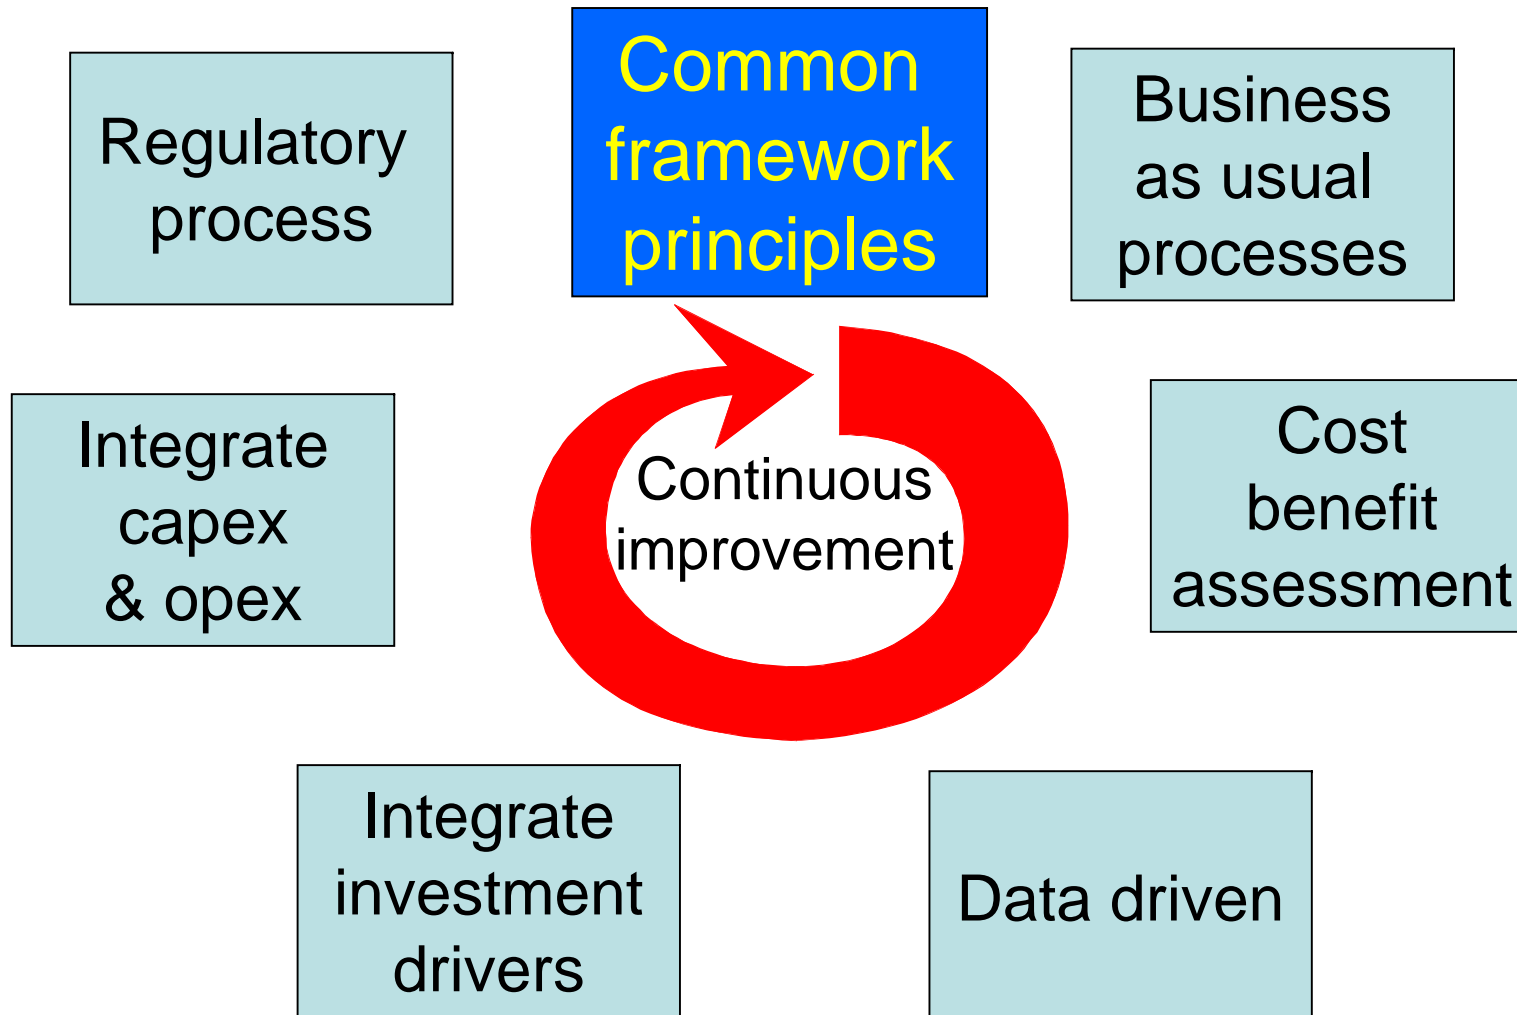 Common
framework
principles
Regulatory
process
Business
as usual
processes
Integrate
capex
& opex
Continuous
improvement
Cost
benefit
assessment
Integrate
investment
drivers
Data driven